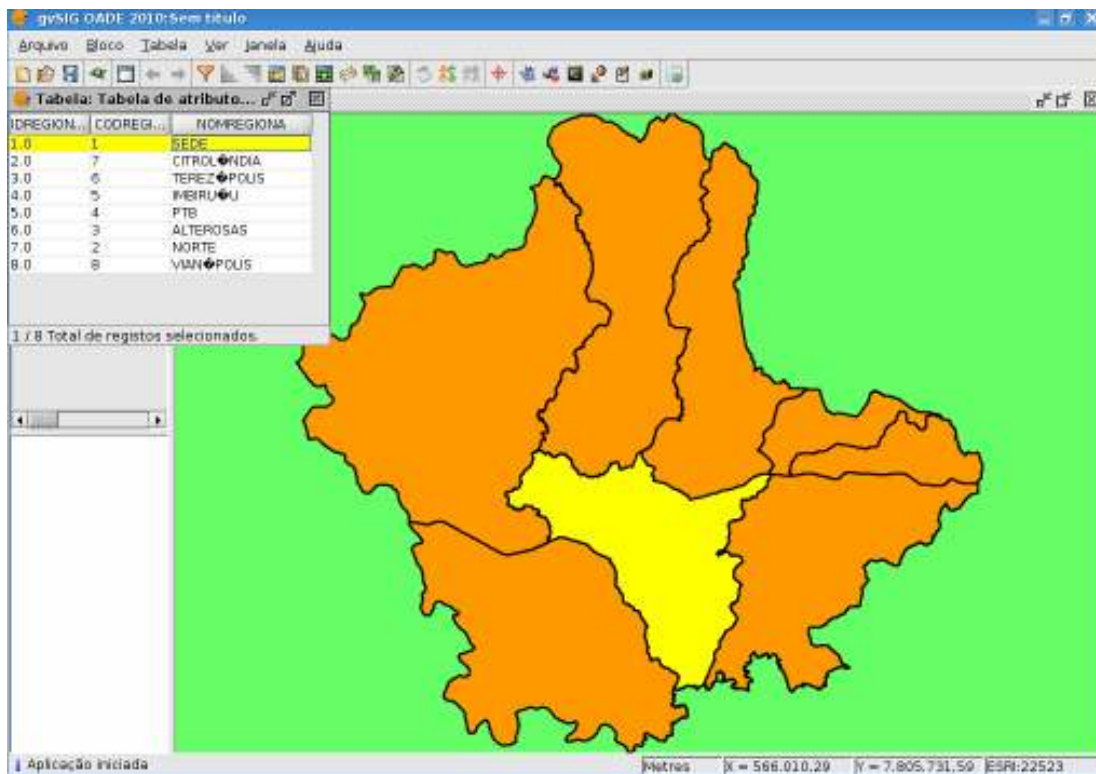 gvSIG OADE 2010:Sem título
Arquivo Bloco Tabela Ver Janela Ajuda
Tabela: Tabela de atributo...
IDREGION... CODREGI... NOMREGIONA
1.0 1 SEDE
2.0 7 CITROL�NDIA
3.0 6 TEREZ�POLIS
4.0 5 IMBIRU�U
5.0 4 PTB
6.0 3 ALTEROSAS
7.0 2 NORTE
8.0 8 VIAN�POLIS
1 / 8 Total de registos selecionados.
Aplicação iniciada
Metres X = 566.010,29 Y = 7.805.731,59 ESRI:22523